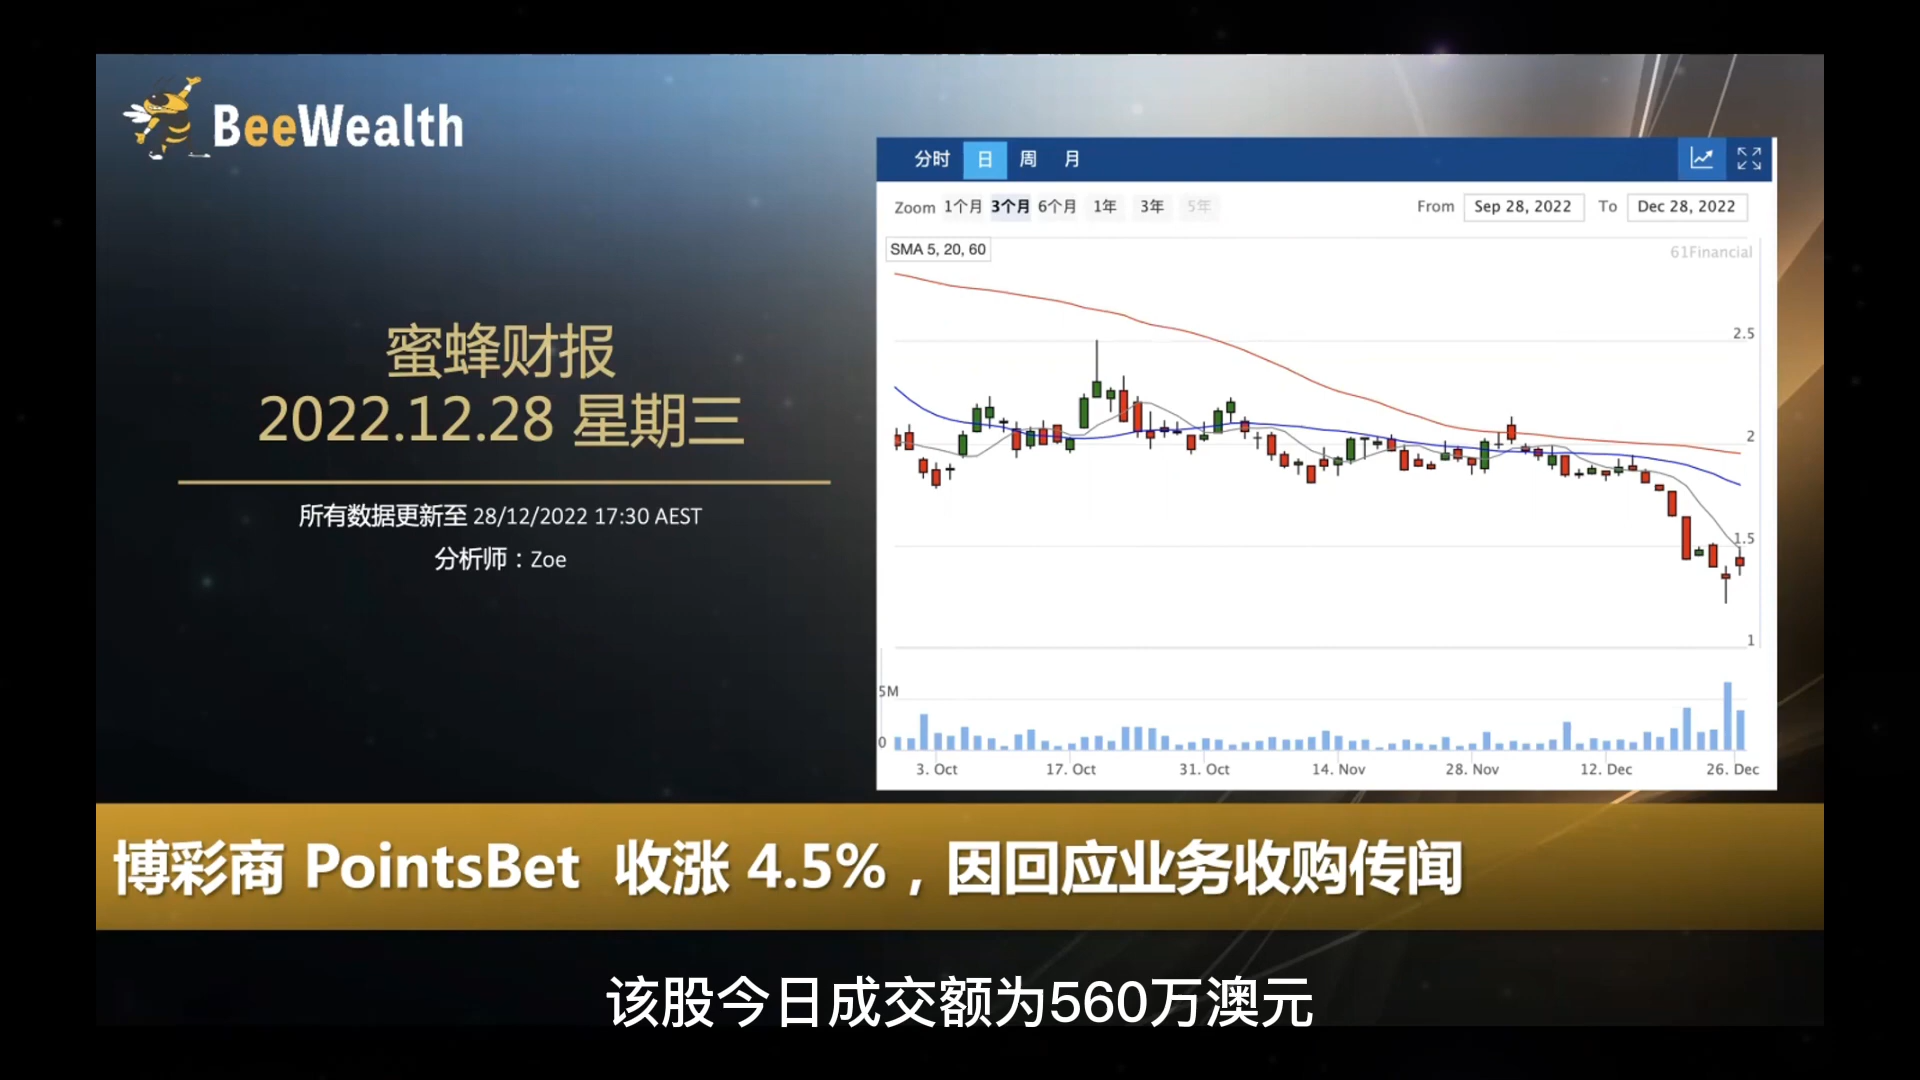 BeeWealth
蜜蜂财报
2022.12.28 星期三
所有数据更新至 28/12/2022 17:30 AEST
分析师：Zoe
分时 日 周 月
Zoom 1个月 3个月 6个月 1年 3年 5年 From Sep 28, 2022 To Dec 28, 2022
SMA 5, 20, 60
61Financial
2.5
2
1.5
1
5M
0
3. Oct 17. Oct 31. Oct 14. Nov 28. Nov 12. Dec 26. Dec
博彩商 PointsBet 收涨 4.5%，因回应业务收购传闻
该股今日成交额为560万澳元